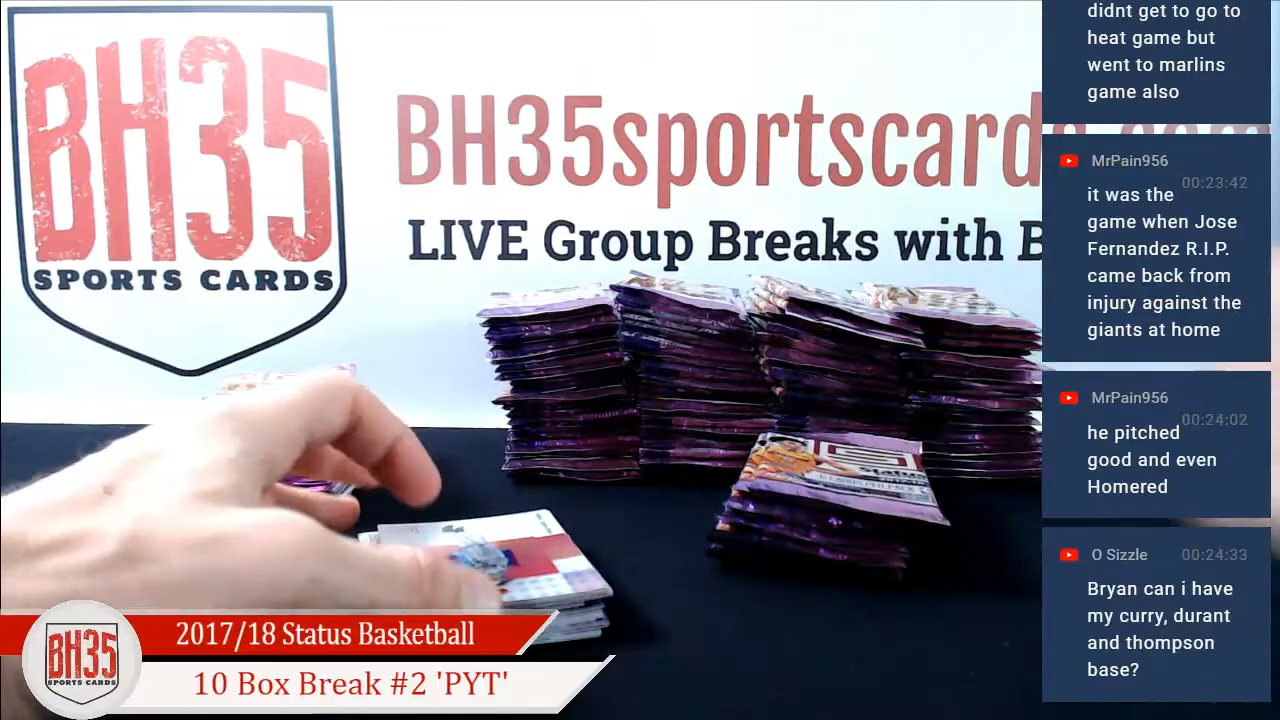 BH35
SPORTS CARDS
BH35sportscard
LIVE Group Breaks with B
Status
2017/18 Status Basketball
10 Box Break #2 'PYT'
BH35
SPORTS CARDS
didnt get to go to
heat game but
went to marlins
game also
MrPain956
00:23:42
it was the
game when Jose
Fernandez R.I.P.
came back from
injury against the
giants at home
MrPain956
00:24:02
he pitched
good and even
Homered
O Sizzle 00:24:33
Bryan can i have
my curry, durant
and thompson
base?